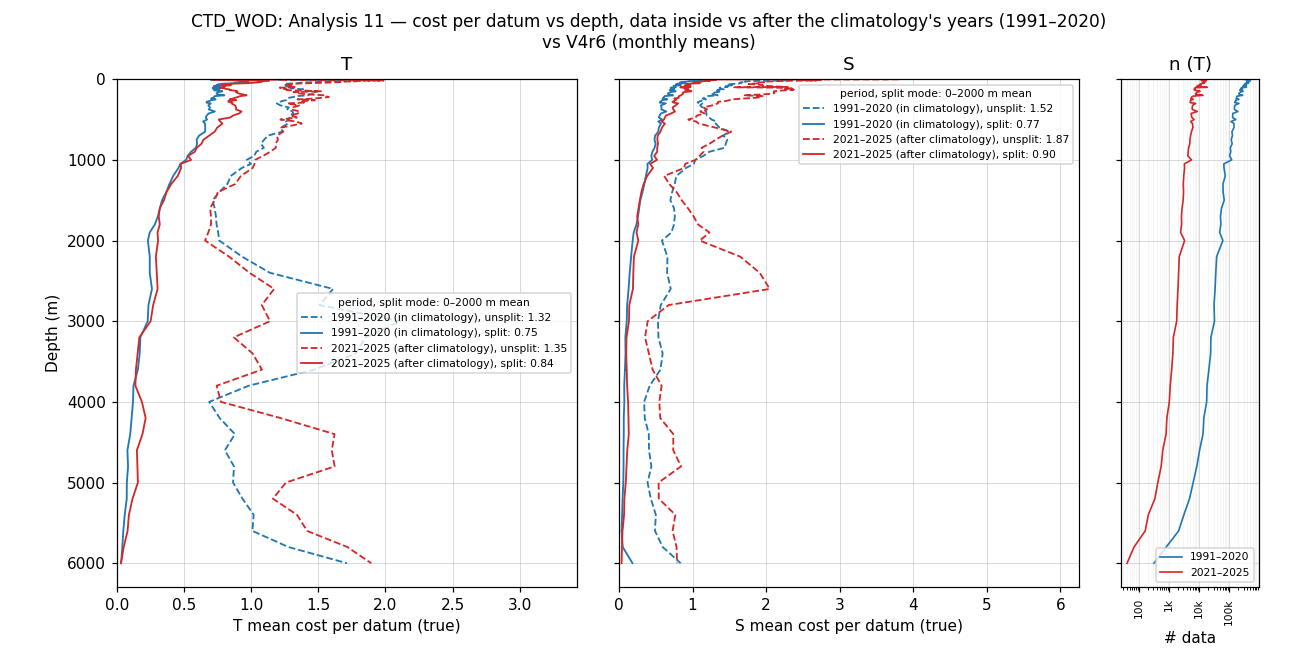 CTD_WOD: Analysis 11 — cost per datum vs depth, data inside vs after the climatology's years (1991–2020)
vs V4r6 (monthly means)
T
S
n (T)
Depth (m)
0
1000
2000
3000
4000
5000
6000
period, split mode: 0–2000 m mean
1991–2020 (in climatology), unsplit: 1.32
1991–2020 (in climatology), split: 0.75
2021–2025 (after climatology), unsplit: 1.35
2021–2025 (after climatology), split: 0.84
0.0 0.5 1.0 1.5 2.0 2.5 3.0
T mean cost per datum (true)
period, split mode: 0–2000 m mean
1991–2020 (in climatology), unsplit: 1.52
1991–2020 (in climatology), split: 0.77
2021–2025 (after climatology), unsplit: 1.87
2021–2025 (after climatology), split: 0.90
0 1 2 3 4 5 6
S mean cost per datum (true)
1991–2020
2021–2025
100 1k 10k 100k
# data